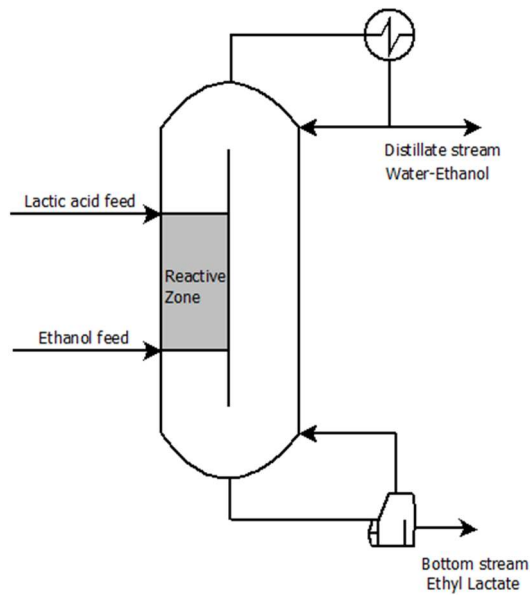 Distillate stream
Water-Ethanol
Lactic acid feed
Reactive
Zone
Ethanol feed
Bottom stream
Ethyl Lactate